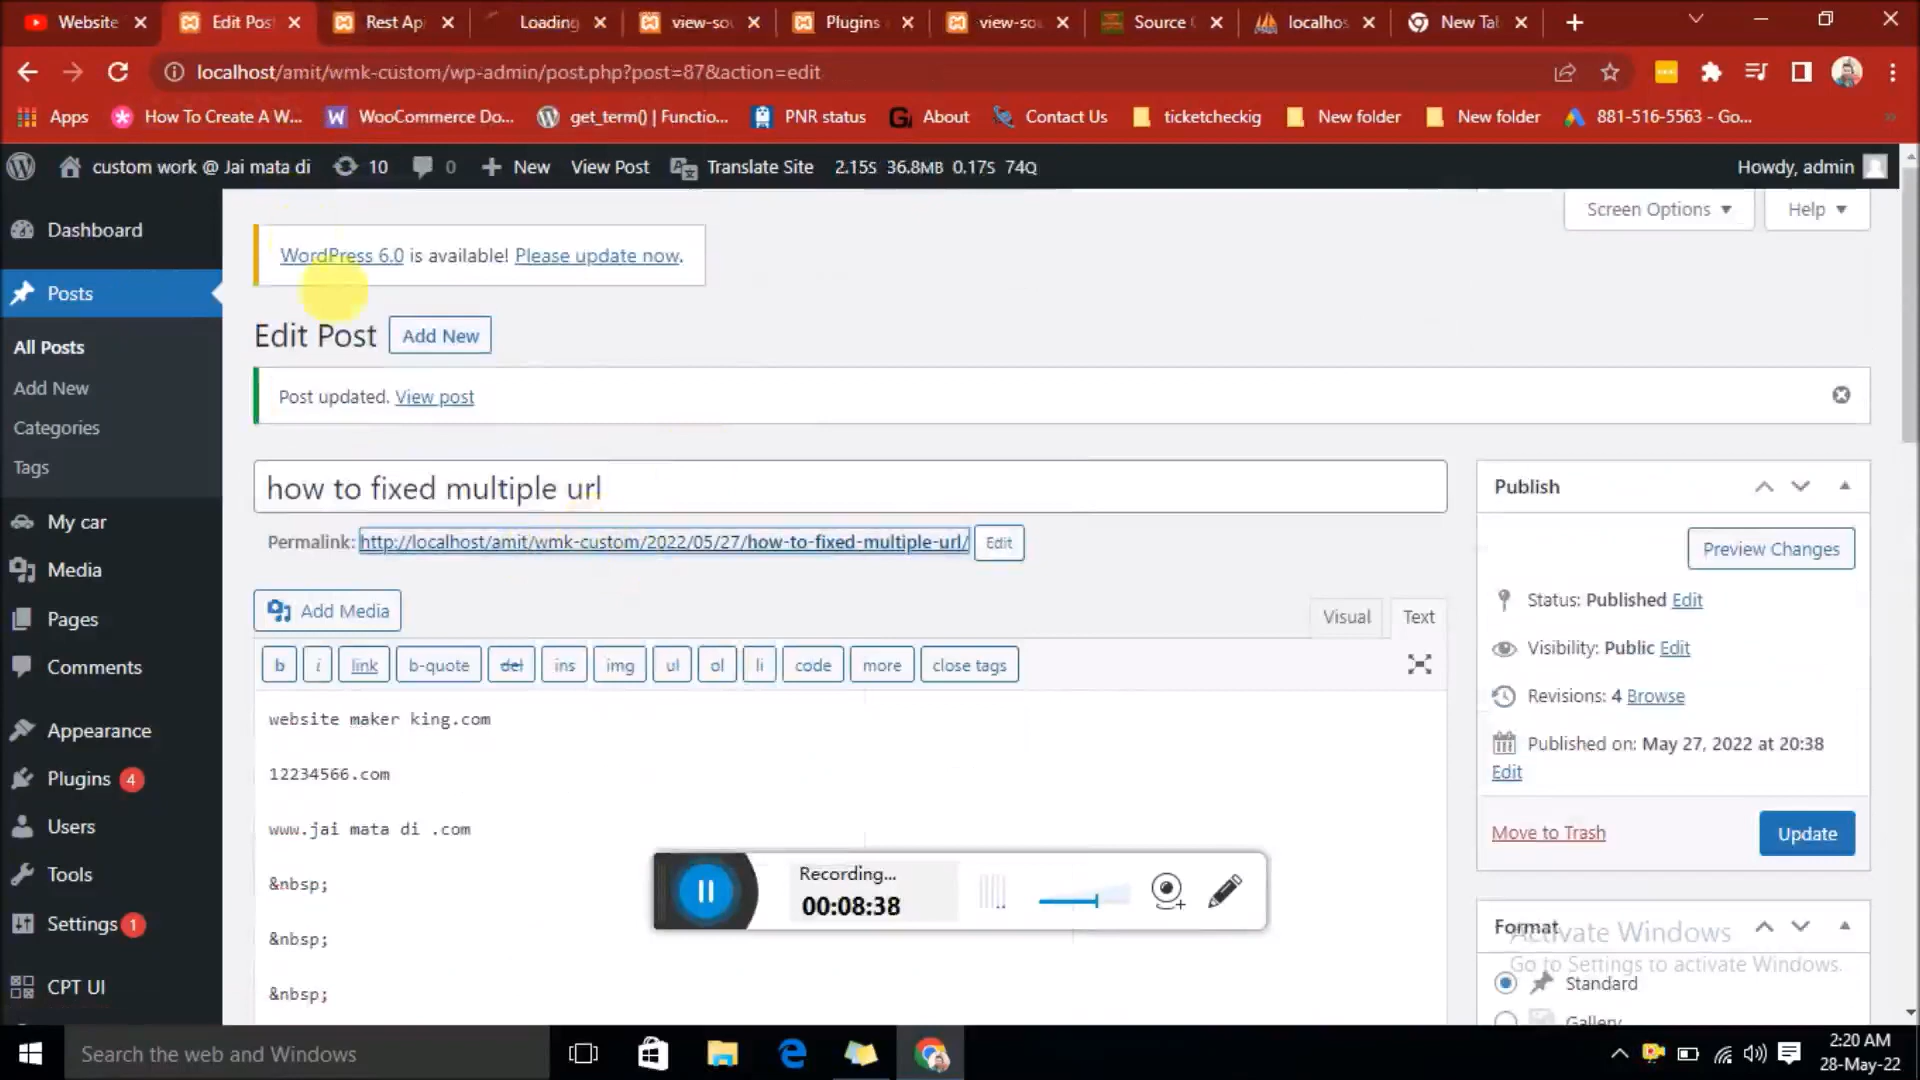 Website
Edit Pos
Rest Ap
Loading
view-sou
Plugins
view-sou
Source
localhos
New Tab
localhost/amit/wmk-custom/wp-admin/post.php?post=87&action=edit
Apps
How To Create A W...
WooCommerce Do...
get_term() | Functio...
PNR status
About
Contact Us
ticketcheckig
New folder
New folder
881-516-5563 - Go...
custom work @ Jai mata di
10
0
New
View Post
Translate Site
2.15S 36.8MB 0.17S 74Q
Howdy, admin
Dashboard
Posts
All Posts
Add New
Categories
Tags
My car
Media
Pages
Comments
Appearance
Plugins 4
Users
Tools
Settings 1
CPT UI
Screen Options
Help
WordPress 6.0 is available! Please update now.
Edit Post
Add New
Post updated. View post
how to fixed multiple url
Permalink: http://localhost/amit/wmk-custom/2022/05/27/how-to-fixed-multiple-url/
Edit
Add Media
Visual
Text
b
i
link
b-quote
del
ins
img
ul
ol
li
code
more
close tags
website maker king.com
12234566.com
www.jai mata di .com
&nbsp;
&nbsp;
&nbsp;
Publish
Preview Changes
Status: Published Edit
Visibility: Public Edit
Revisions: 4 Browse
Published on: May 27, 2022 at 20:38
Edit
Move to Trash
Update
Format
Standard
Gallery
Activate Windows
Go to Settings to activate Windows.
Recording...
00:08:38
Search the web and Windows
2:20 AM
28-May-22